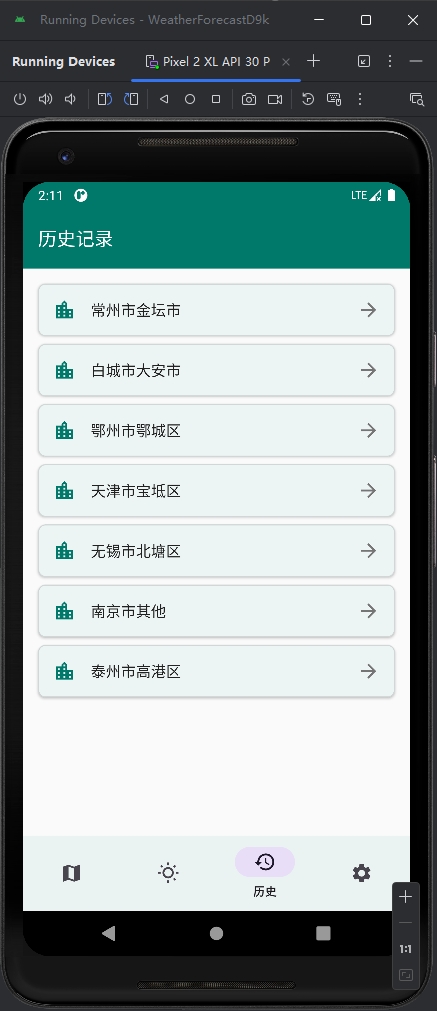 Running Devices - WeatherForecastD9k
Running Devices
Pixel 2 XL API 30 P
2:11
LTE
历史记录
常州市金坛市
白城市大安市
鄂州市鄂城区
天津市宝坻区
无锡市北塘区
南京市其他
泰州市高港区
历史
1:1